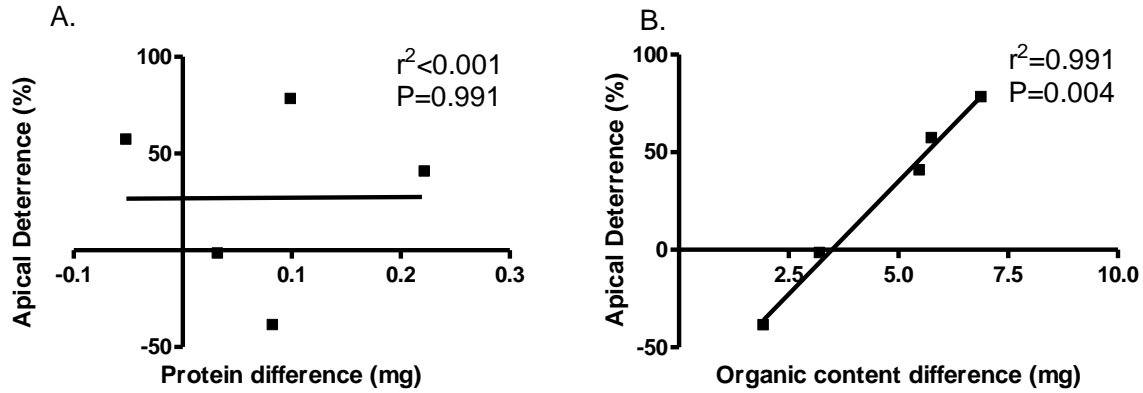 A.
r²<0.001
P=0.991
100
50
-50
-0.1
0.1
0.2
0.3
Apical Deterrence (%)
Protein difference (mg)
B.
r²=0.991
P=0.004
100
50
0
-50
2.5
5.0
7.5
10.0
Apical Deterrence (%)
Organic content difference (mg)